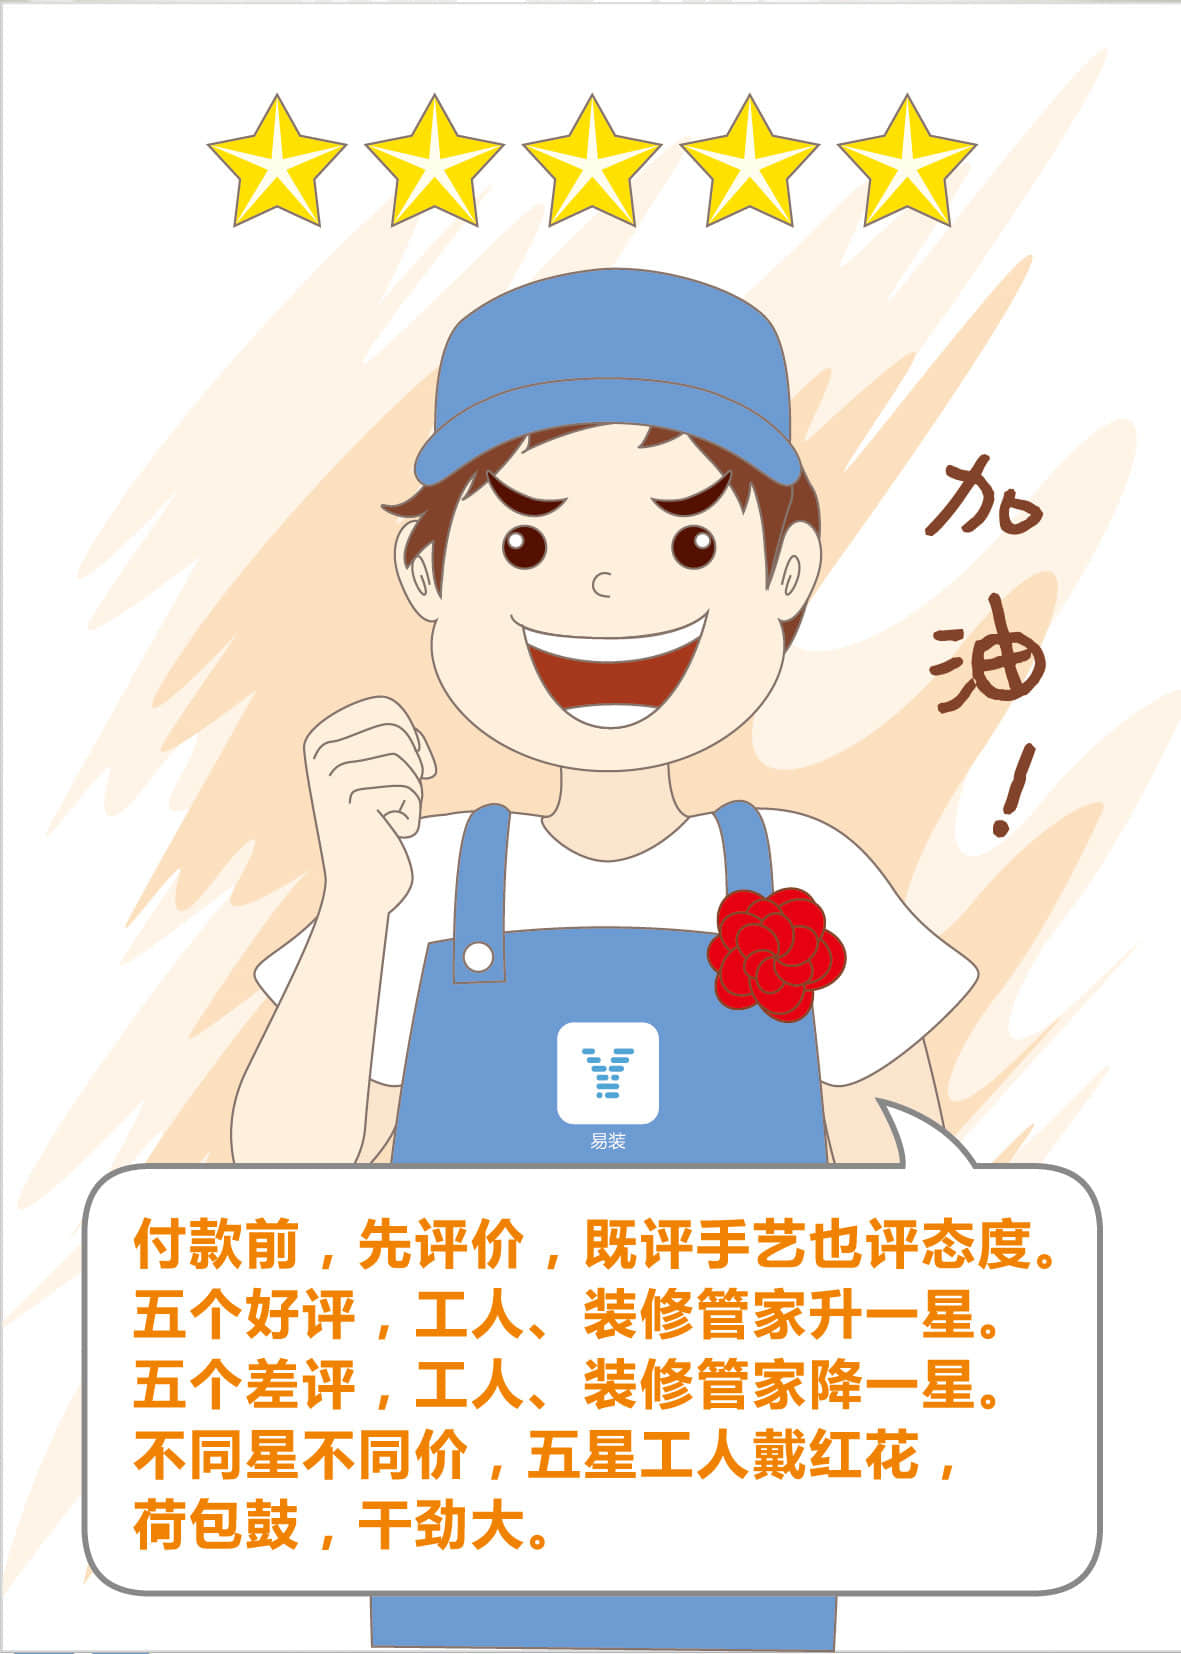 加
油
！
易装
付款前，先评价，既评手艺也评态度。
五个好评，工人、装修管家升一星。
五个差评，工人、装修管家降一星。
不同星不同价，五星工人戴红花，
荷包鼓，干劲大。